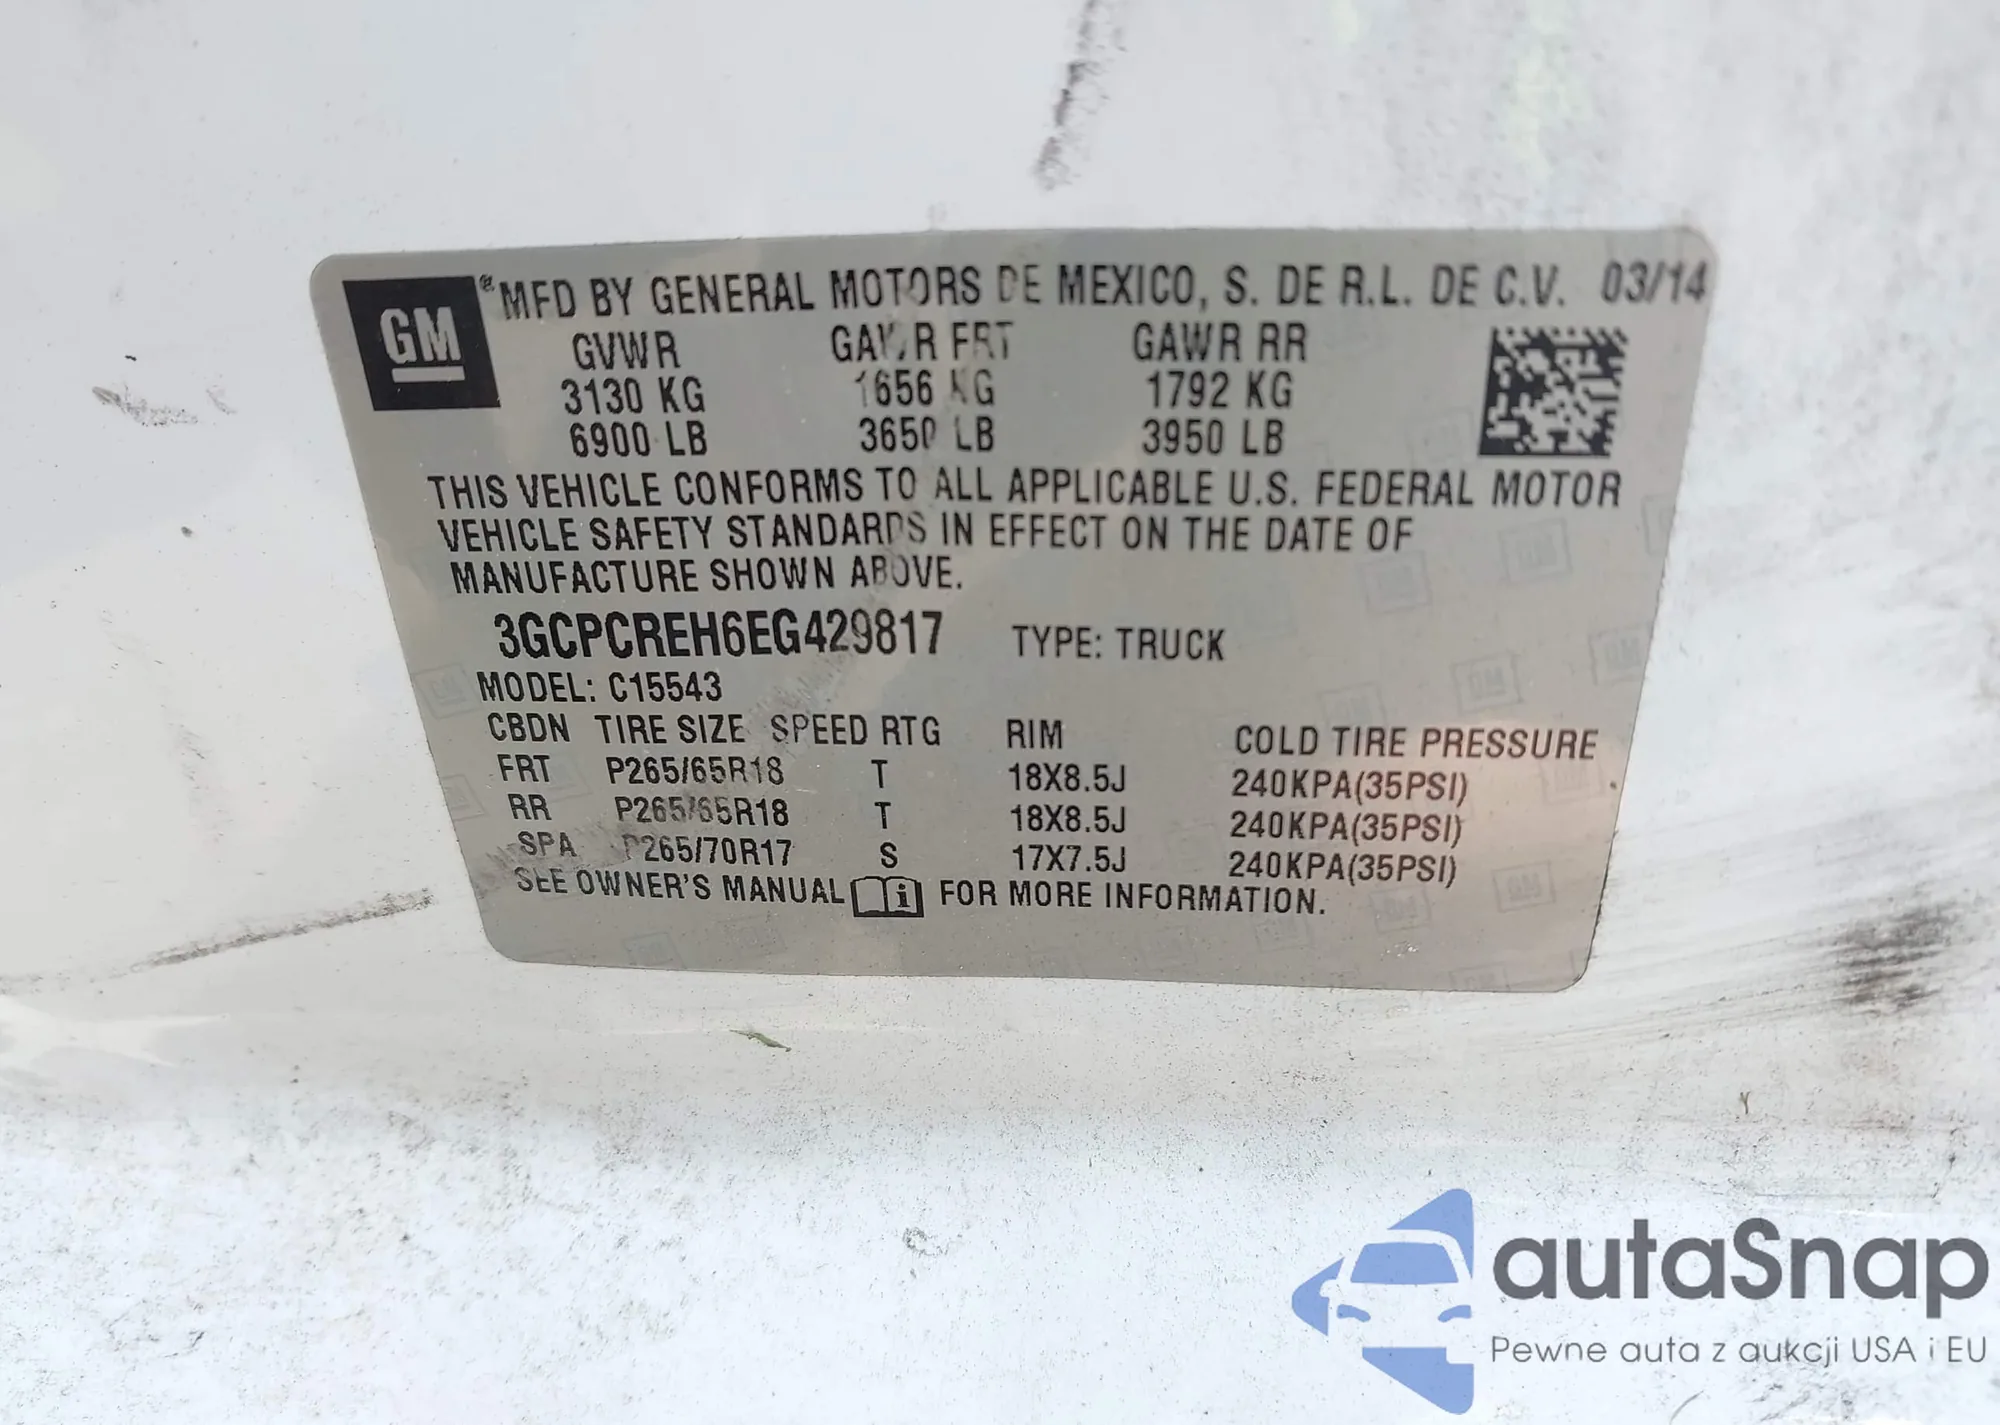 GM
® MFD BY GENERAL MOTORS DE MEXICO, S. DE R.L. DE C.V. 03/14
GVWR GAWR FRT GAWR RR
3130 KG 1656 KG 1792 KG
6900 LB 3650 LB 3950 LB
THIS VEHICLE CONFORMS TO ALL APPLICABLE U.S. FEDERAL MOTOR
VEHICLE SAFETY STANDARDS IN EFFECT ON THE DATE OF
MANUFACTURE SHOWN ABOVE.
3GCPCREH6EG429817 TYPE: TRUCK
MODEL: C15543
CBDN TIRE SIZE SPEED RTG RIM COLD TIRE PRESSURE
FRT P265/65R18 T 18X8.5J 240KPA(35PSI)
RR P265/65R18 T 18X8.5J 240KPA(35PSI)
SPA P265/70R17 S 17X7.5J 240KPA(35PSI)
SEE OWNER'S MANUAL i FOR MORE INFORMATION.
autaSnap
Pewne auta z aukcji USA i EU